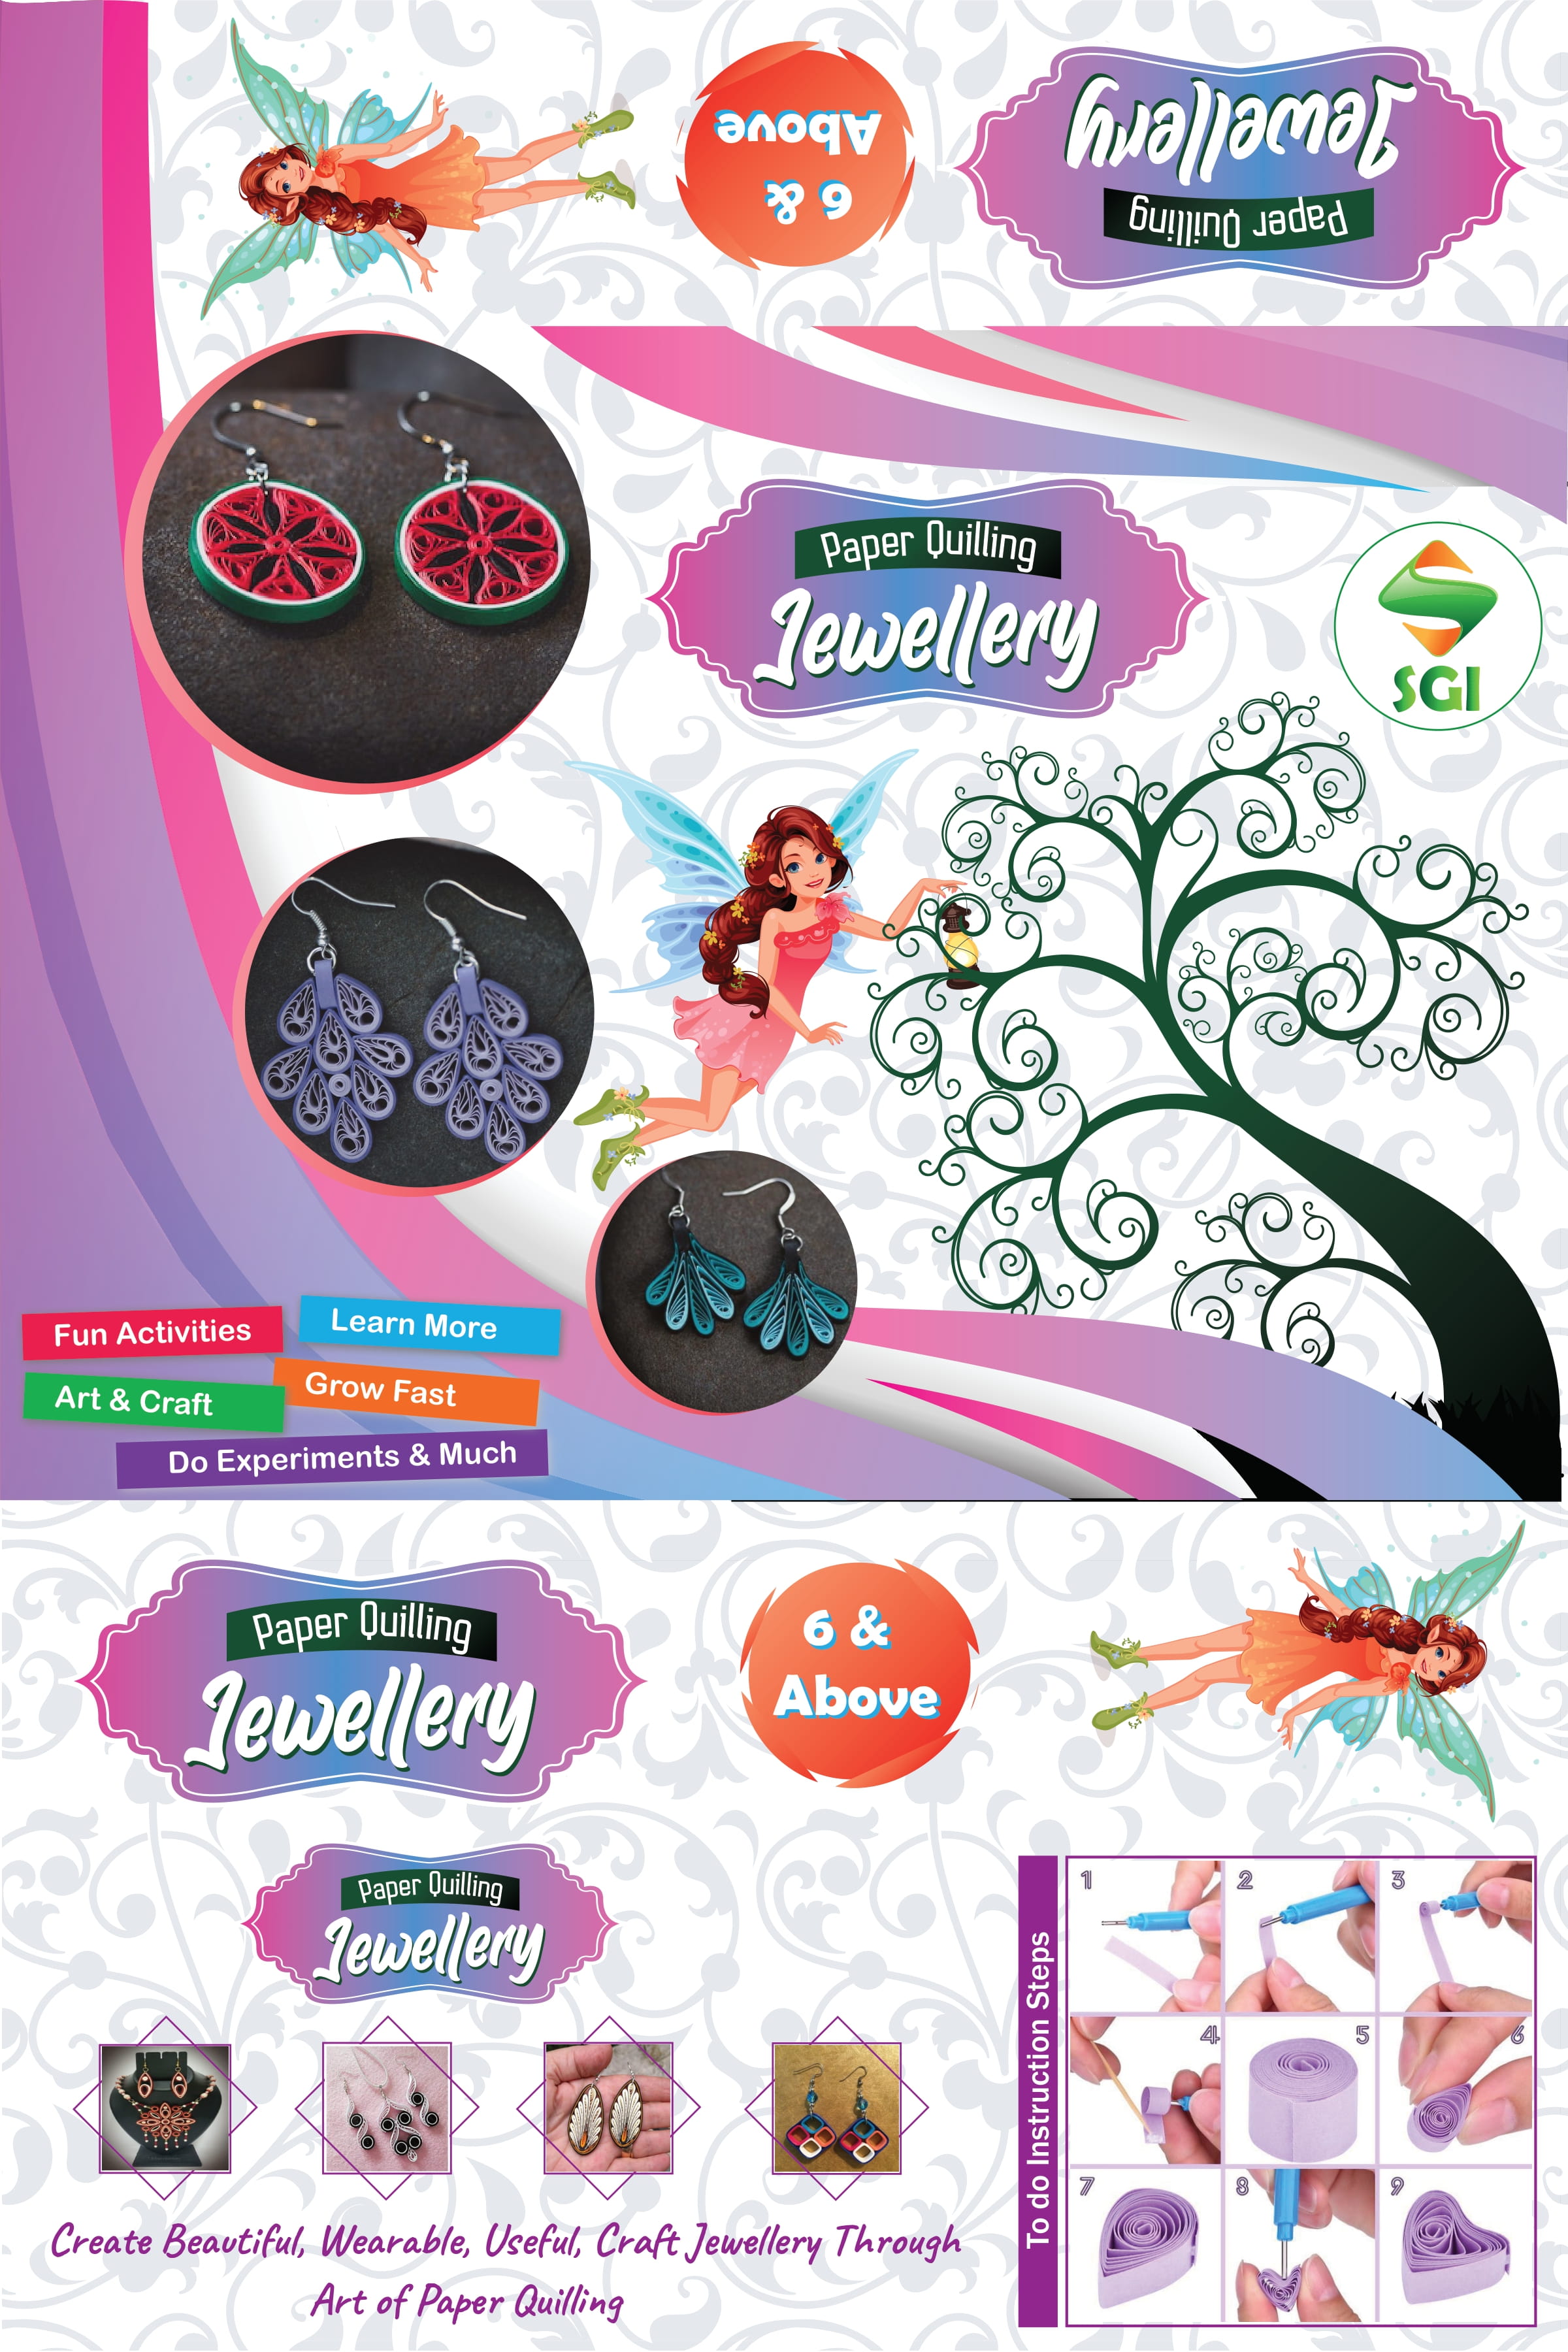 6 &
Above
Paper Quilling
Jewellery
Paper Quilling
Jewellery
SGI
Fun Activities
Learn More
Art & Craft
Grow Fast
Do Experiments & Much
Paper Quilling
Jewellery
6 &
Above
Paper Quilling
Jewellery
To do Instruction Steps
1
2
3
4
5
6
7
8
9
Create Beautiful, Wearable, Useful, Craft Jewellery Through
Art of Paper Quilling